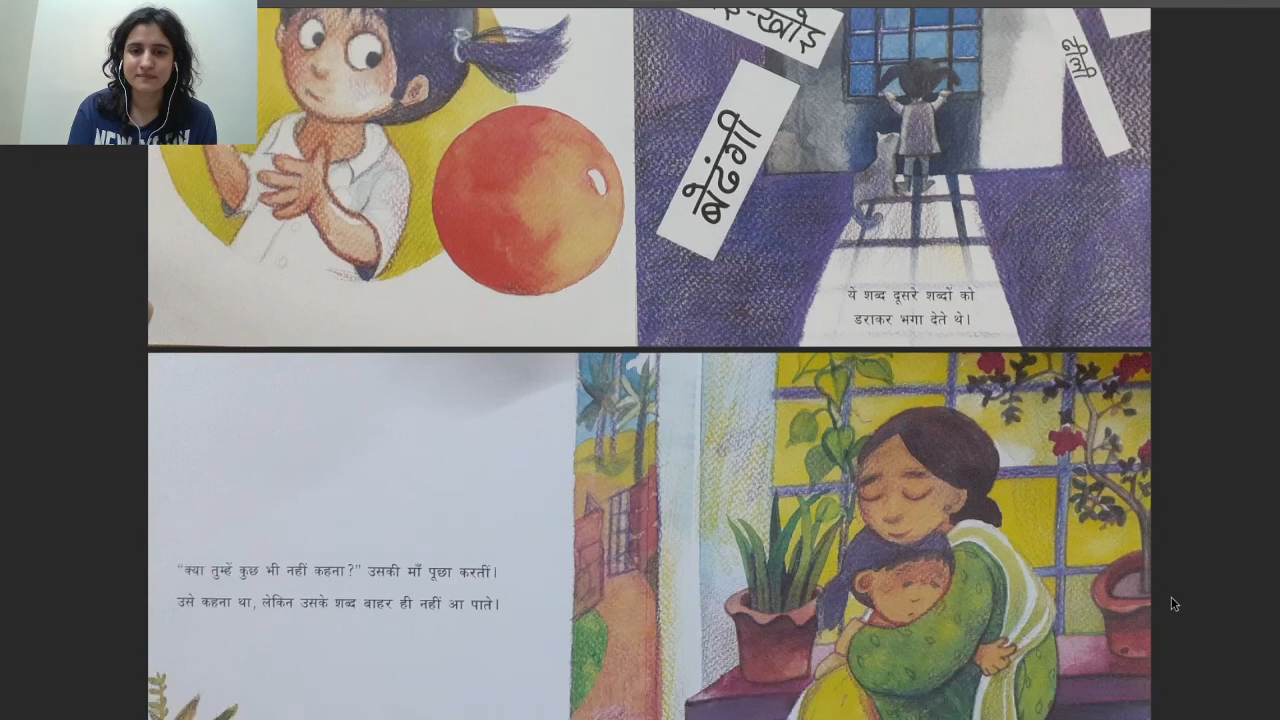 बेढंगी
ढीली
ये शब्द दूसरे शब्दों को
डराकर भगा देते थे।
“क्या तुम्हें कुछ भी नहीं कहना?” उसकी माँ पूछा करतीं।
उसे कहना था, लेकिन उसके शब्द बाहर ही नहीं आ पाते।